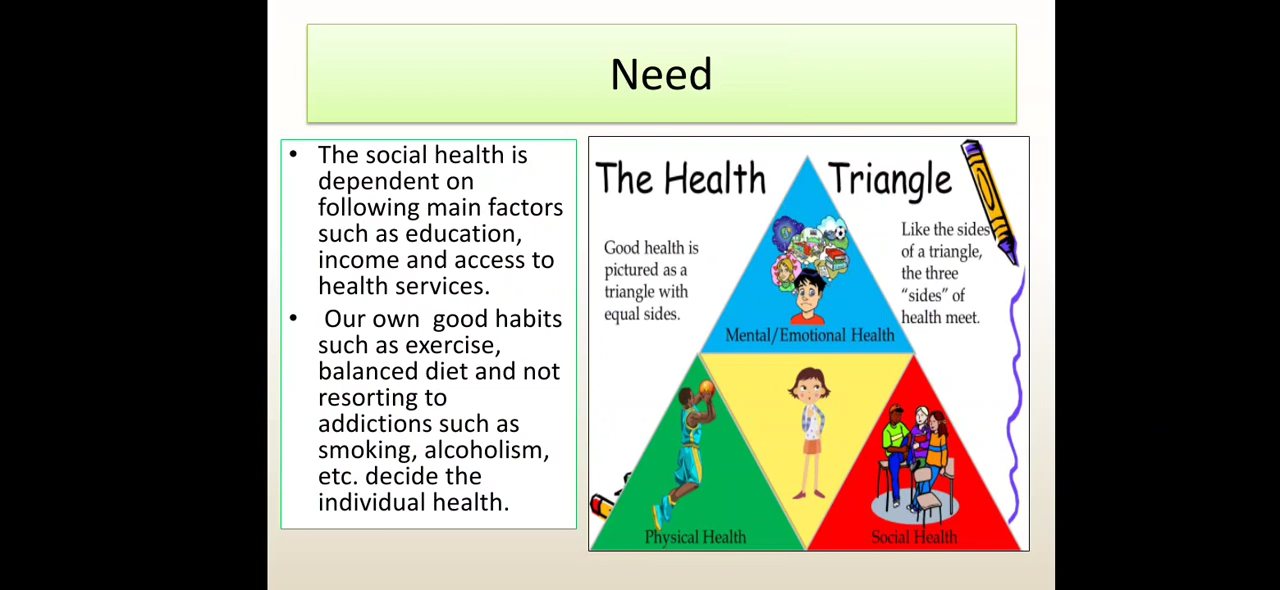 Need
• The social health is
dependent on
following main factors
such as education,
income and access to
health services.
• Our own  good habits
such as exercise,
balanced diet and not
resorting to
addictions such as
smoking, alcoholism,
etc. decide the
individual health.
The Health Triangle
Good health is
pictured as a
triangle with
equal sides.
Like the sides
of a triangle,
the three
“sides” of
health meet.
Mental/Emotional Health
Physical Health
Social Health